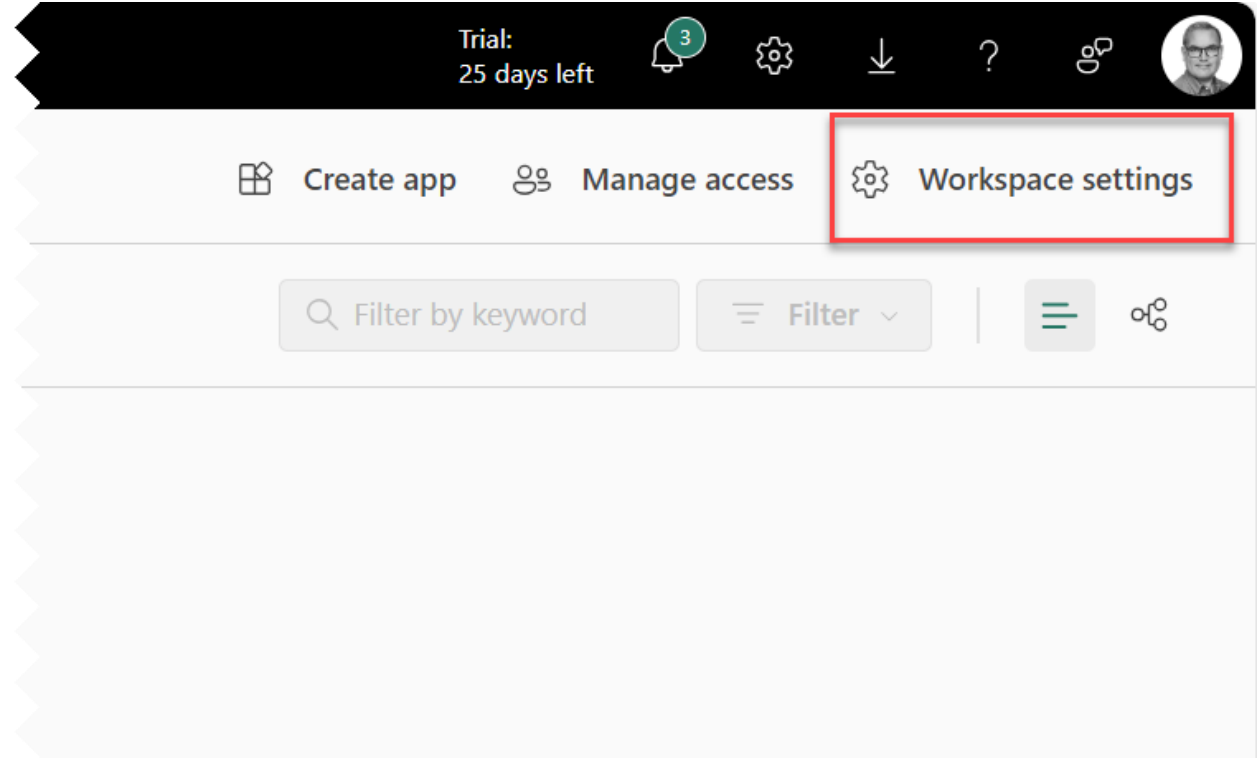 Trial:
25 days left
3
Create app Manage access Workspace settings
Filter by keyword Filter